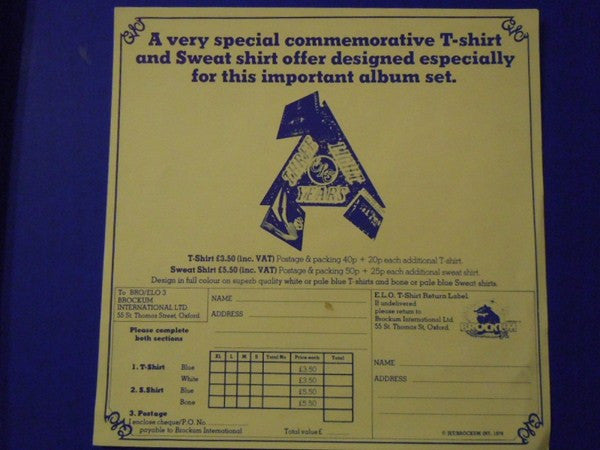 A very special commemorative T-shirt
and Sweat shirt offer designed especially
for this important album set.
THREE
LIGHT
YEARS
T-Shirt £3.50 (inc. VAT) Postage & packing 40p + 20p each additional T-shirt.
Sweat Shirt £5.50 (inc. VAT) Postage & packing 50p + 25p each additional sweat shirt.
Design in full colour on superb quality white or pale blue T-shirts and bone or pale blue Sweat shirts.
To BRO/ELO 3
BROCKUM
INTERNATIONAL LTD.
55 St. Thomas Street, Oxford.
Please complete
both sections
NAME
ADDRESS
XL L M S Total No Price each Total
1. T-Shirt Blue £3.50
White £3.50
2. S.Shirt Blue £5.50
Bone £5.50
3. Postage
I enclose cheque/P.O. No.
payable to Brockum International Total value £
E.L.O. T-Shirt Return Label
If undelivered
please return to
Brockum International Ltd.
55 St. Thomas St, Oxford.
BROCKUM
NAME
ADDRESS